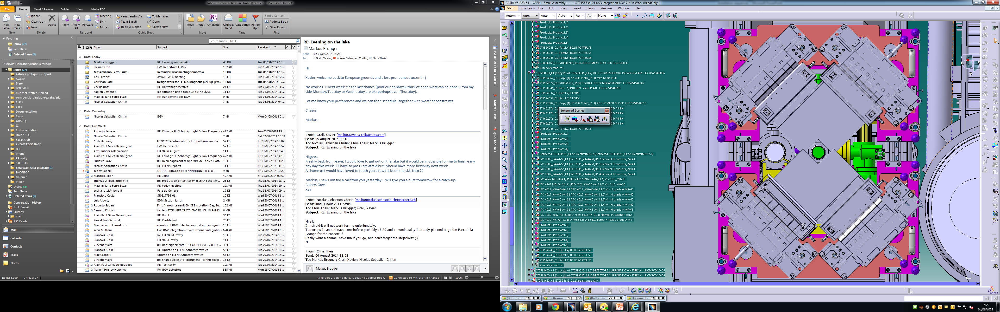 Inbox - nicolas.sebastien.chritin@cern.ch - Microsoft Outlook
File Home Send / Receive Folder View Adobe PDF
New E-mail New Items Ignore Clean Up Junk Delete Reply Reply All Forward Meeting IM More
cern pension/m... To Manager Team E-mail Done Reply & Delete Create New
Move Rules OneNote Unread/ Read Categorize Follow Up Find a Contact Address Book Filter E-mail
New Delete Respond Quick Steps Move Tags Find
Favorites
Inbox (27)
Sent Items
Deleted Items (9)
nicolas.sebastien.chritin@cern.ch
Inbox (27)
Astuces pratiques support
Awake
Biere
BOOSTER
Buncher Steffen/Ahmed
cern pension/maladie/salaire/ert...
CLIC1
CTF3
Documentation
Elena
GRACQ
IC
Instrumentation
Isolde RFQ
Kayak club
kNOWLEDGE BASE
LHC
Phone
PS cavity
SKI CLUB
Smarteam User Interface (1)
TAC/NTOF
trainnee
Victor
Drafts [55]
Sent Items
Deleted Items (9)
Conversation History
Junk E-mail
Outbox
mail
RSS Feeds
Mail
Calendar
Contacts
Tasks
Notes
Items: 5,029 Unread: 27
Search Inbox (Ctrl+E)
From Subject Size Received C...
Date: Today
Markus Brugger RE: Evening on the lake 45 KB Tue 05/08/2014 15...
Elvina Perrin FW: Repertoire EDMS 192 KB Tue 05/08/2014 15:...
Massimiliano Ferro-Luzzi Reminder: BGV meeting tomorrow 13 KB Tue 05/08/2014 15...
Ans Pardons AWAKE WP4 meeting 15 KB Tue 05/08/2014 12:...
Christian Carli Design work for ELENA Magnetic pick-up [Fw... 13 KB Tue 05/08/2014 12...
Cecilia Rossi RE: Rattrapage mercredi 24 KB Tue 05/08/2014 11:...
Fabien Cottenot modification bride conique pleine Ø206 11 KB Tue 05/08/2014 10:...
Massimiliano Ferro-Luzzi Re: Rangement doc BGV 9 KB Tue 05/08/2014 10:...
Nicolas Sebastien Chritin 7 KB Tue 05/08/2014 04:...
Date: Yesterday
Nicolas Sebastien Chritin BGV 7 KB Mon 04/08/2014 2...
Date: Last Week
Roberto Kersevan RE: Etuvage PU Schottky Hight & Low Frequency 422 KB Sun 03/08/2014 19:...
Nicolas Sebastien Chritin 7 KB Sat 02/08/2014 15:39
Ccrb Planning LD2IC 2014 Information / Informations sur l'ex... 57 KB Fri 01/08/2014 18:07
Alain Paul Gilles Demougeot FW: Belows info 52 KB Fri 01/08/2014 15:52
Antti Juhani Kolehmainen ELENA in August 14 KB Fri 01/08/2014 15:43
Alain Paul Gilles Demougeot RE: Etuvage PU Schottky Hight & Low Frequency 422 KB Fri 01/08/2014 14:10
Ludovic Favre RE: Demenagement temporaire de Fabien Cott... 15 KB Fri 01/08/2014 11:26
Nicolas Sebastien Chritin RE: ELENA reports 11 KB Fri 01/08/2014 11:18
Teddy Capelli UUUURRRRGGGGEEEENNNNNNNTTTT !!!!!!!! 9 KB Fri 01/08/2014 10:20
Francois Pillon RE: Joint 497 KB Fri 01/08/2014 09:50
Thomas William Birtwistle RE: production of test cavity (ELENA Schottky ... 23 KB Thu 31/07/2014 18:...
Massimiliano Ferro-Luzzi RE: today meeting 128 KB Thu 31/07/2014 10:...
cecilia.rossi@libero.it Fete de Geneve 19 KB Thu 31/07/2014 09:...
Francisco Costa ST0617736_01 10 KB Wed 30/07/2014 1...
Luis Alberty EDM Section lunch 2 MB Wed 30/07/2014 1...
Roberto Saban First Announcement: EN-KT Innovation Day, Tu... 102 KB Wed 30/07/2014 1...
Bernard Florian fichiers STEP - RPT CRATE_BIAS PANEL_LV PANEL 6 MB Wed 30/07/2014 1...
Alain Paul Gilles Demougeot RE: Point 30 KB Wed 30/07/2014 1...
Pascal Jean Secouet RE: Dashboard 26 KB Wed 30/07/2014 1...
Massimiliano Ferro-Luzzi minutes of BGV detector support and integrati... 10 KB Wed 30/07/2014 1...
Yvon Muttoni FW: BGV integration & wire scanner integratio... 628 KB Wed 30/07/2014 0...
Francois Butin Re: ELENA RF cavity 13 KB Tue 29/07/2014 19:...
Francois Butin ELENA RF cavity 11 KB Tue 29/07/2014 16:...
Vincent Maire RE: Renseignements , DECOUPE LASER / JET D'... 36 KB Tue 29/07/2014 16:...
Francois Butin RE: update on ELENA Schottky cavities 58 KB Tue 29/07/2014 16:...
Fritz Caspers update on ELENA Schottky cavities 54 KB Tue 29/07/2014 15:...
Vincent Maire RE: Shared Access for document: Technic speci... 15 KB Tue 29/07/2014 11:...
Alain Paul Gilles Demougeot RE: Test cavity 103 KB Tue 29/07/2014 10:...
Plamen Hristov Hopchev Re: BGV detectors 385 KB Mon 28/07/2014 1...
RE: Evening on the lake
Markus Brugger
Sent: Tue 05/08/2014 15:23
To: Grall, Xavier; Nicolas Sebastien Chritin; Chris Theis
Hi,
Xavier, welcome back to European grounds and a less pronounced accent ;-)
No worries -> next week it's the last chance (prior our holidays), thus let's see what can be done. From my
side Monday/Tuesday or Wednesday are ok (perhaps even Thursday).
Let me know your preferences and we can then schedule (together with weather constraints.
Cheers
Markus
From: Grall, Xavier [mailto:Xavier.Grall@xerox.com]
Sent: 05 August 2014 00:18
To: Nicolas Sebastien Chritin; Chris Theis; Markus Brugger
Subject: RE: Evening on the lake
Hi guys,
Freshly back from leave, I would love to get out on the lake but it would be impossible for me to finish early
any day this week. I'll have to pass I am afraid but I Should have more flexibility next week.
A shame as I would have loved to teach you a few tricks on the skis Nico ☺
Markus, I saw I missed a call from you yesterday – Will give you a buzz tomorrow for a catch-up-
Cheers Guys.
Xav
From: Nicolas Sebastien Chritin [mailto:nicolas.sebastien.chritin@cern.ch]
Sent: lundi 4 août 2014 22:04
To: Chris Theis; Markus Brugger; Grall, Xavier
Subject: RE: Evening on the lake
Hi all,
I'm afraid it will not work for me unfortunately.
Tomorrow I can not leave cern before probably 18.30 and on wednesday I already planned to go the Parc de la
Grange for the concert :/
Really what a shame, have fun if you go, and don't forget the lifejacket!! ;)
N.
From: Chris Theis
Sent: 04 August 2014 18:58
To: Markus Brugger; Grall, Xavier; Nicolas Sebastien Chritin
Markus Brugger
All folders are up to date. Updating address book. Connected to Microsoft Exchange 100%
15:00: CAFE COLLEGUE b10
Today: 0 Tasks
Quick Contacts
CATIA V5 R23 64 - CERN : Small Assembly - - - [ST0556334_01 a.03 Integration BGV 7L4 In Work (ReadOnly) ]
Start SmarTeam File Edit View Insert Tools Analyze Window Help
Autom. Auto Auto Auto Aut Aut None
Product1 (Product1.1)
Product1 (Product1.2)
Product1 (Product1.3)
Product1 (Product1.4)
Product1 (Product1.5)
ST0596248_01 (Part1.4) BILLE PORTEUSE
ST0596248_01 (Part1.5) BILLE PORTEUSE
ST0596248_01 (Part1.6) BILLE PORTEUSE
ST0606769_01 (ST0606769_01.1) ADJUSTMENT ROD LHCBGVDA0017
Assembly features
ST0594063_01 (Copy (1) of ST0590345_01.2) DETECTORS SUPPORT DOWNSTREAM LHCBGVDA0006
ST0594062_01 (Copy (1) of ST0591787_01.1) fake beam Ø60
ST0566527_01 (ST0566527_01.1) DOUBLE DETECTOR ASSEMBLY LHCBGVDA0007
ST0590346_01 (Part2.1) INTERMEDIATE PLATE LHCBGVDA0018
ST0596337_01 (Part1.2) T FORK
ST0596337_01 (Part1.3) T FORK
ST0592002_01 (Copy (1) of ST0272963_01.1) ADJUSTMENT BLOCK LHCBGVDA0015
ST0601276_01 60/4MM
ST0601276_01 60/4MM
ST0601276_01 60/4MM
ST0601276_01 60/4MM
Enhanced Scenes
ST0596248_01 (Part1.1) BILLE PORTEUSE
Product3 (Product3.1)
Product3 (Product3.2)
Product3 (Product3.3)
Product3 (Product3.4)
Gathered ST0390521_01 on RectPattern.2 (Gathered ST0390521_01 on RectPattern.2.1)
ISO 7089_24x44-St_01 (ISO 7089_24x44-St_01.2) Normal PL washer_24x44
ISO 7089_24x44-St_01 (ISO 7089_24x44-St_01.1) Normal PL washer_24x44
ISO 7089_24x44-St_01 (ISO 7089_24x44-St_01.3) Normal PL washer_24x44
ISO 7089_24x44-St_01 (ISO 7089_24x44-St_01.4) Normal PL washer_24x44
ISO 4762 M8x30-A4_01 (ISO 4762 M8x30-A4_01.1) Vis CHC_M8x30
ISO 4762 M8x30-A4_01 (ISO 4762 M8x30-A4_01.2) Vis CHC_M8x30
ISO 4017_M8x40-A4_01 (ISO 4017_M8x40-A4_01.1) Vis H grade A M8x40
ISO 4017_M8x40-A4_01 (ISO 4017_M8x40-A4_01.2) Vis H grade A M8x40
ISO 4017_M8x40-A4_01 (ISO 4017_M8x40-A4_01.3) Vis H grade A M8x40
ISO 4017_M8x40-A4_01 (ISO 4017_M8x40-A4_01.4) Vis H grade A M8x40
ISO 4017_M6x65-A4_01 (ISO 4017_M6x65-A4_01.1) Vis H grade A M6x65
ISO 7089_6x12-A4_01 (ISO 7089_6x12-A4_01.1) Normal PL washer_6x12
ISO 4032_M6-A4_01 (ISO 4032_M6-A4_01.1) Ecrou H style1 grade A M6
Product1 (Product1.1)
Product1 (Product1.2)
Product1 (Product1.3)
Product1 (Product1.4)
Product1 (Product1.5)
ST0596248_01 (Part1.4) BILLE PORTEUSE
ST0596248_01 (Part1.5) BILLE PORTEUSE
ST0596248_01 (Part1.6) BILLE PORTEUSE
Assembly features
ST0594063_01 (Copy (1) of ST0590345_01.3) DETECTORS SUPPORT DOWNSTREAM LHCBGVDA0006
ST0594063_01 (Copy (1) of ST0590345_01.4) DETECTORS SUPPORT DOWNSTREAM LHCBGVDA0006
ST0594633_01 (ST0594633_01.1) beam tube Ø84
CATIA
(Bottom-u... (Bottom-u... (Bottom-u... Documents
15:29
05/08/2014